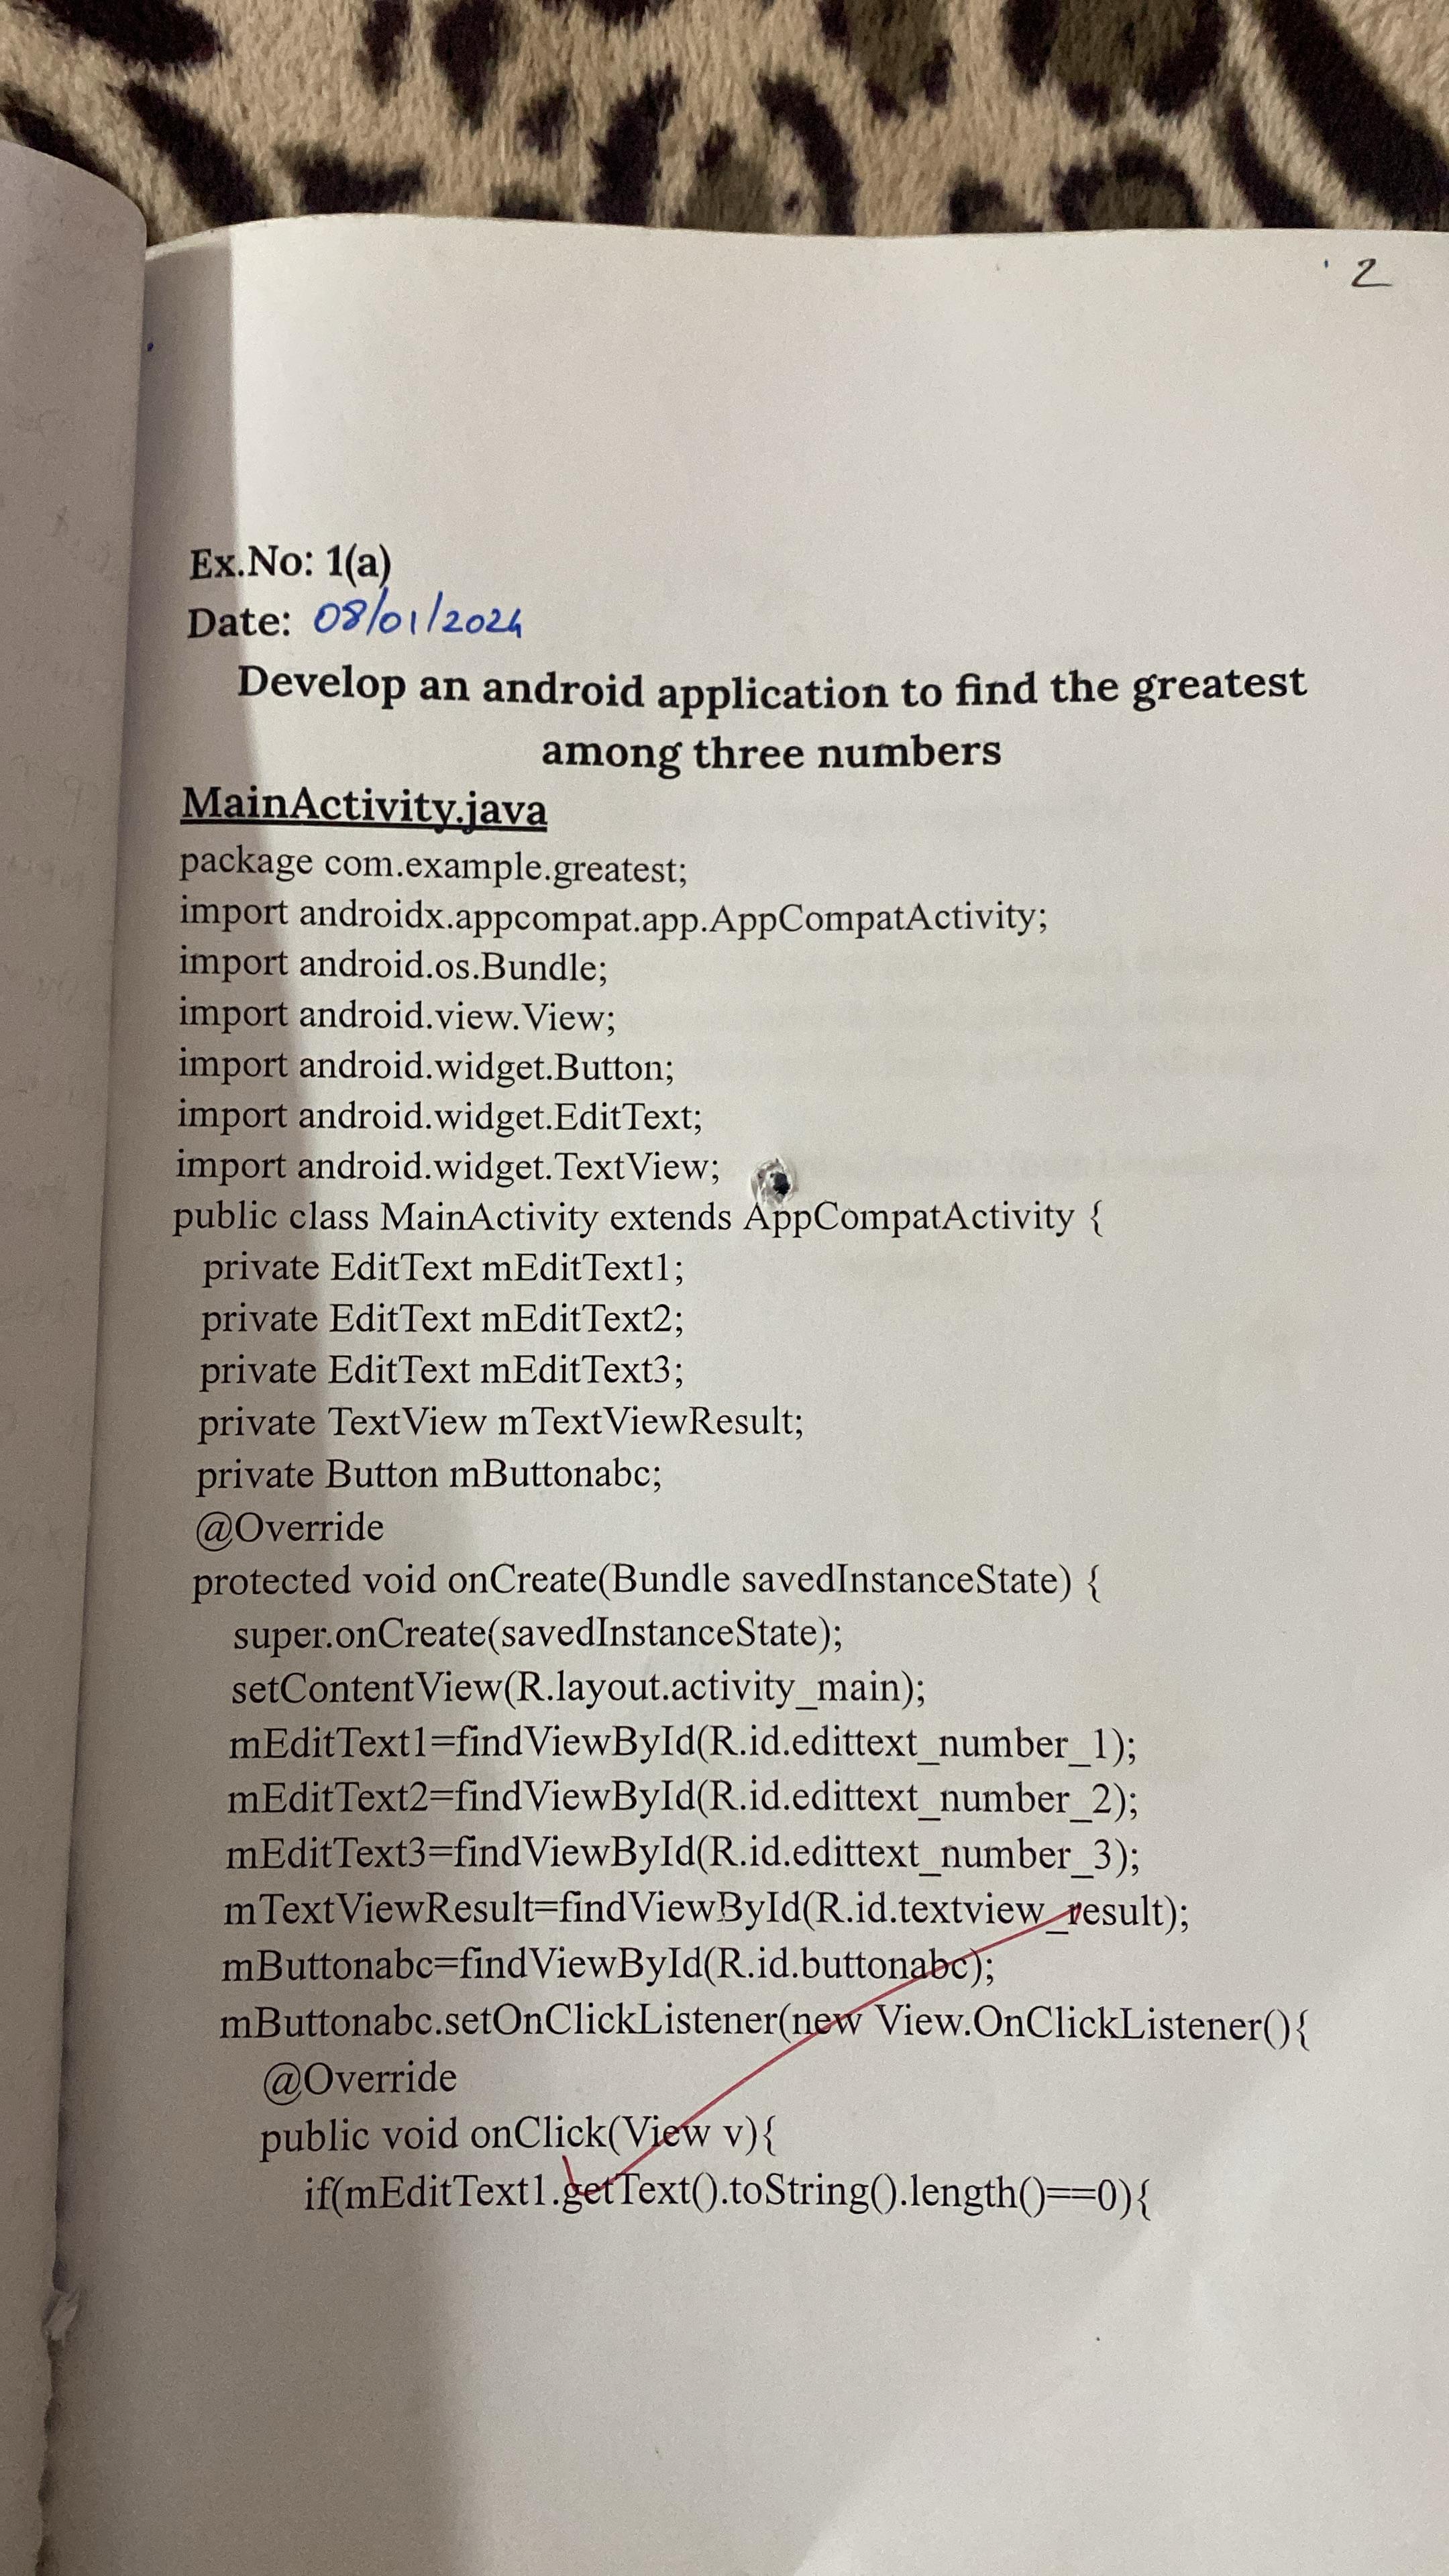 2
Ex.No: 1(a)
Date: 08/01/2024
Develop an android application to find the greatest
among three numbers
MainActivity.java
package com.example.greatest;
import androidx.appcompat.app.AppCompatActivity;
import android.os.Bundle;
import android.view.View;
import android.widget.Button;
import android.widget.EditText;
import android.widget.TextView;
public class MainActivity extends AppCompatActivity {
private EditText mEditText1;
private EditText mEditText2;
private EditText mEditText3;
private TextView mTextViewResult;
private Button mButtonabc;
@Override
protected void onCreate(Bundle savedInstanceState) {
super.onCreate(savedInstanceState);
setContentView(R.layout.activity_main);
mEditText1=findViewById(R.id.edittext_number_1);
mEditText2=findViewById(R.id.edittext_number_2);
mEditText3=findViewById(R.id.edittext_number_3);
mTextViewResult=findViewById(R.id.textview_result);
mButtonabc=findViewById(R.id.buttonabc);
mButtonabc.setOnClickListener(new View.OnClickListener(){
@Override
public void onClick(View v){
if(mEditText1.getText().toString().length()==0){